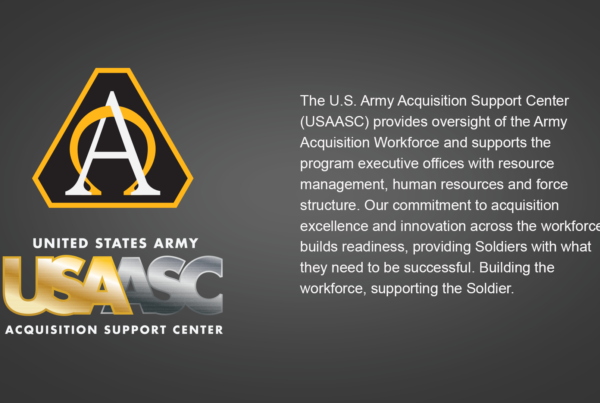 AΩ
UNITED STATES ARMY
USAASC
ACQUISITION SUPPORT CENTER
The U.S. Army Acquisition Support Center
(USAASC) provides oversight of the Army
Acquisition Workforce and supports the
program executive offices with resource
management, human resources and force
structure. Our commitment to acquisition
excellence and innovation across the workforce
builds readiness, providing Soldiers with what
they need to be successful. Building the
workforce, supporting the Soldier.